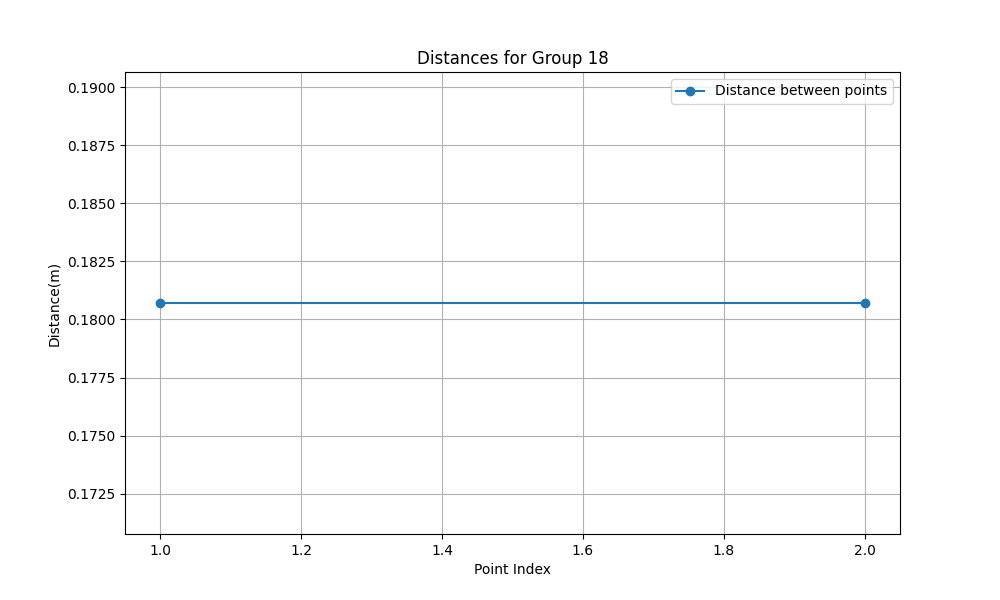 Distances for Group 18
Distance between points
0.1900
0.1875
0.1850
0.1825
0.1800
0.1775
0.1750
0.1725
Distance(m)
1.0 1.2 1.4 1.6 1.8 2.0
Point Index